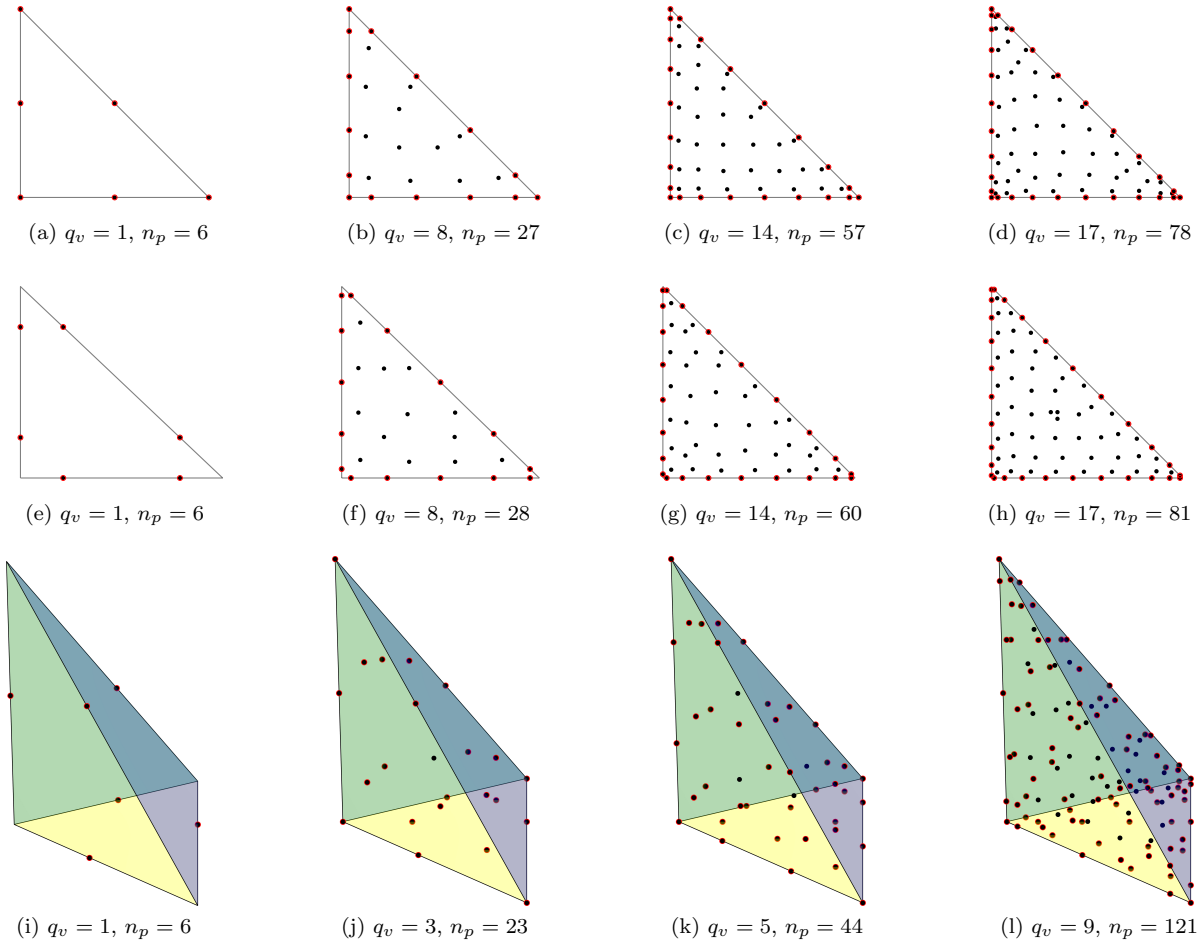 (a) q_v = 1, n_p = 6
(b) q_v = 8, n_p = 27
(c) q_v = 14, n_p = 57
(d) q_v = 17, n_p = 78
(e) q_v = 1, n_p = 6
(f) q_v = 8, n_p = 28
(g) q_v = 14, n_p = 60
(h) q_v = 17, n_p = 81
(i) q_v = 1, n_p = 6
(j) q_v = 3, n_p = 23
(k) q_v = 5, n_p = 44
(l) q_v = 9, n_p = 121